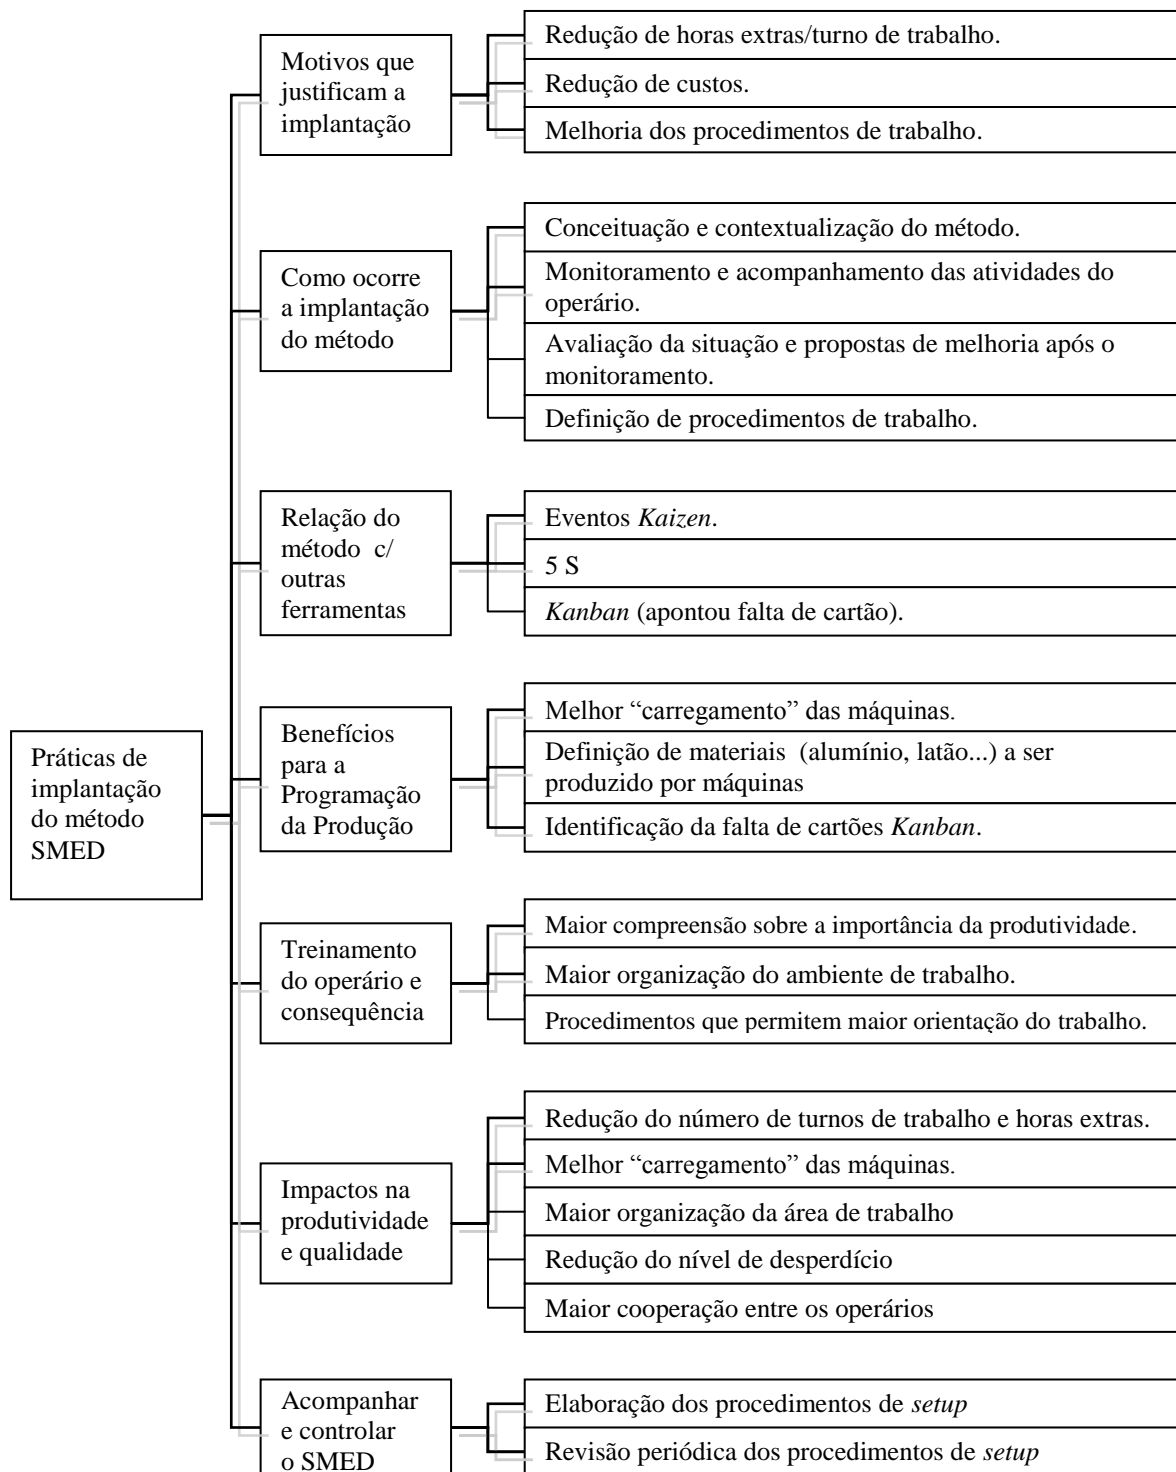 Práticas de
implantação
do método
SMED
Motivos que
justificam a
implantação
Redução de horas extras/turno de trabalho.
Redução de custos.
Melhoria dos procedimentos de trabalho.
Como ocorre
a implantação
do método
Conceituação e contextualização do método.
Monitoramento e acompanhamento das atividades do
operário.
Avaliação da situação e propostas de melhoria após o
monitoramento.
Definição de procedimentos de trabalho.
Relação do
método c/
outras
ferramentas
Eventos Kaizen.
5 S
Kanban (apontou falta de cartão).
Benefícios
para a
Programação
da Produção
Melhor “carregamento” das máquinas.
Definição de materiais (alumínio, latão...) a ser
produzido por máquinas
Identificação da falta de cartões Kanban.
Treinamento
do operário e
consequência
Maior compreensão sobre a importância da produtividade.
Maior organização do ambiente de trabalho.
Procedimentos que permitem maior orientação do trabalho.
Impactos na
produtividade
e qualidade
Redução do número de turnos de trabalho e horas extras.
Melhor “carregamento” das máquinas.
Maior organização da área de trabalho
Redução do nível de desperdício
Maior cooperação entre os operários
Acompanhar
e controlar
o SMED
Elaboração dos procedimentos de setup
Revisão periódica dos procedimentos de setup